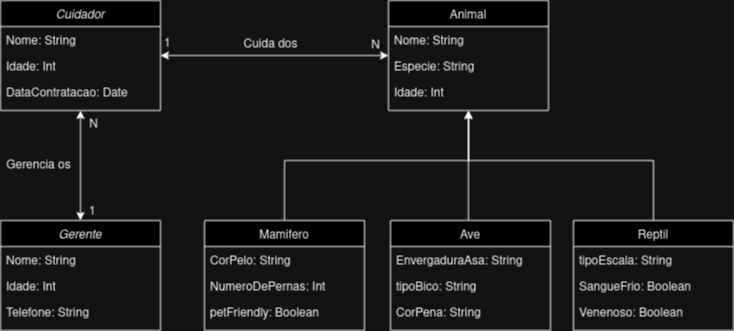 Cuidador
Nome: String
Idade: Int
DataContratacao: Date
1
Cuida dos
N
Animal
Nome: String
Especie: String
Idade: Int
N
Gerencia os
1
Gerente
Nome: String
Idade: Int
Telefone: String
Mamifero
CorPelo: String
NumeroDePernas: Int
petFriendly: Boolean
Ave
EnvergaduraAsa: String
tipoBico: String
CorPena: String
Reptil
tipoEscala: String
SangueFrio: Boolean
Venenoso: Boolean